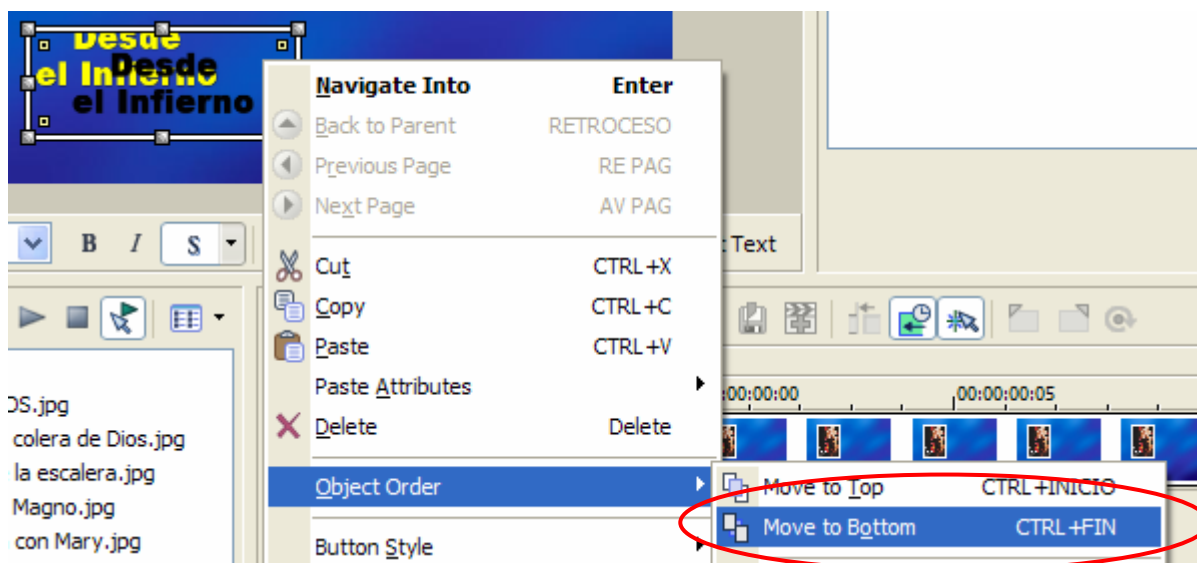 Desde
el Infierno
Desde
el Infierno
Navigate Into Enter
Back to Parent RETROCESO
Previous Page RE PAG
Next Page AV PAG
B I S
Text
Cut CTRL+X
Copy CTRL+C
Paste CTRL+V
Paste Attributes
Delete Delete
:00:00:00 00:00:00:05
OS.jpg
colera de Dios.jpg
la escalera.jpg
Magno.jpg
con Mary.jpg
Object Order
Move to Top CTRL+INICIO
Move to Bottom CTRL+FIN
Button Style